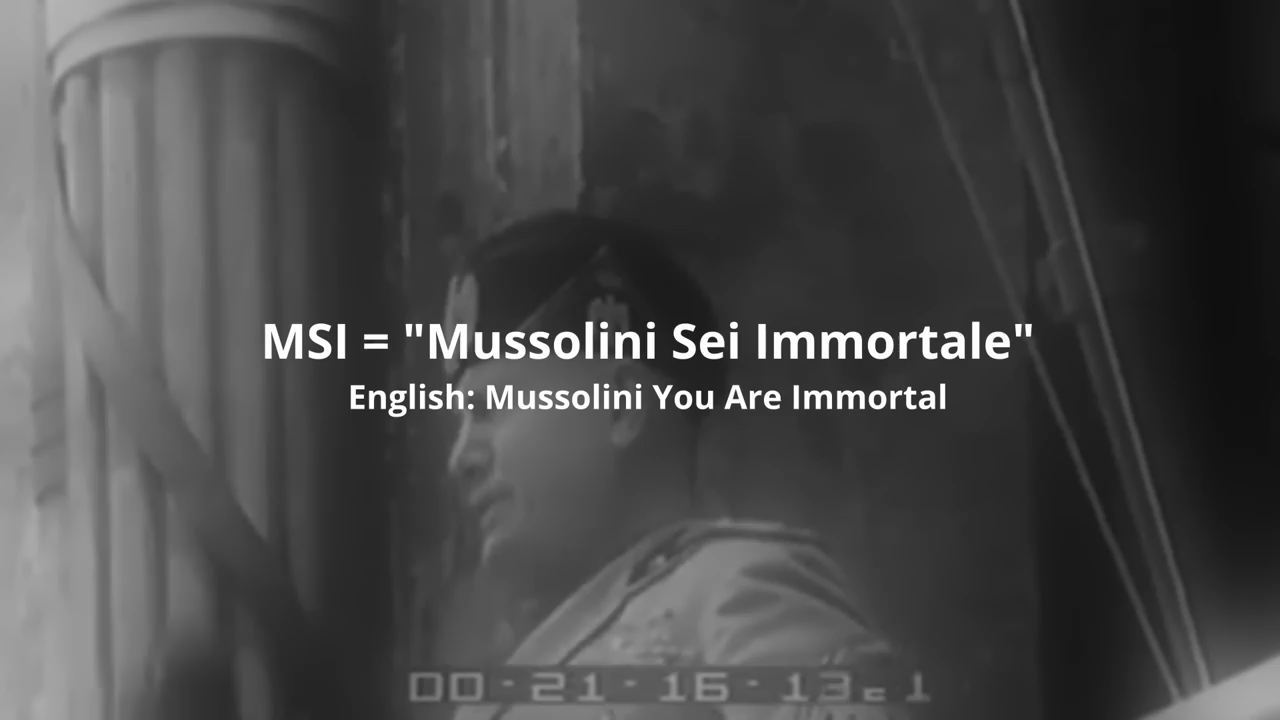 MSI = "Mussolini Sei Immortale"
English: Mussolini You Are Immortal
00-21-16-13